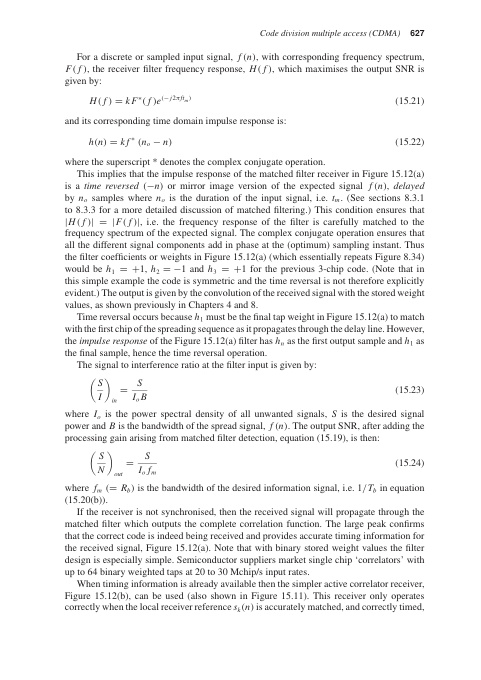 Code division multiple access (CDMA) 627
For a discrete or sampled input signal, f(n), with corresponding frequency spectrum,
F(f), the receiver filter frequency response, H(f), which maximises the output SNR is
given by:
H(f) = kF*(f)e^(−j2πft_m) (15.21)
and its corresponding time domain impulse response is:
h(n) = kf* (n_o − n) (15.22)
where the superscript * denotes the complex conjugate operation.
This implies that the impulse response of the matched filter receiver in Figure 15.12(a)
is a time reversed (−n) or mirror image version of the expected signal f(n), delayed
by n_o samples where n_o is the duration of the input signal, i.e. t_m. (See sections 8.3.1
to 8.3.3 for a more detailed discussion of matched filtering.) This condition ensures that
|H(f)| = |F(f)|, i.e. the frequency response of the filter is carefully matched to the
frequency spectrum of the expected signal. The complex conjugate operation ensures that
all the different signal components add in phase at the (optimum) sampling instant. Thus
the filter coefficients or weights in Figure 15.12(a) (which essentially repeats Figure 8.34)
would be h_1 = +1, h_2 = −1 and h_3 = +1 for the previous 3-chip code. (Note that in
this simple example the code is symmetric and the time reversal is not therefore explicitly
evident.) The output is given by the convolution of the received signal with the stored weight
values, as shown previously in Chapters 4 and 8.
Time reversal occurs because h_1 must be the final tap weight in Figure 15.12(a) to match
with the first chip of the spreading sequence as it propagates through the delay line. However,
the impulse response of the Figure 15.12(a) filter has h_o as the first output sample and h_1 as
the final sample, hence the time reversal operation.
The signal to interference ratio at the filter input is given by:
(S/I)_in = S/(I_o B) (15.23)
where I_o is the power spectral density of all unwanted signals, S is the desired signal
power and B is the bandwidth of the spread signal, f(n). The output SNR, after adding the
processing gain arising from matched filter detection, equation (15.19), is then:
(S/N)_out = S/(I_o f_m) (15.24)
where f_m (= R_b) is the bandwidth of the desired information signal, i.e. 1/T_b in equation
(15.20(b)).
If the receiver is not synchronised, then the received signal will propagate through the
matched filter which outputs the complete correlation function. The large peak confirms
that the correct code is indeed being received and provides accurate timing information for
the received signal, Figure 15.12(a). Note that with binary stored weight values the filter
design is especially simple. Semiconductor suppliers market single chip ‘correlators’ with
up to 64 binary weighted taps at 20 to 30 Mchip/s input rates.
When timing information is already available then the simpler active correlator receiver,
Figure 15.12(b), can be used (also shown in Figure 15.11). This receiver only operates
correctly when the local receiver reference s_k(n) is accurately matched, and correctly timed,